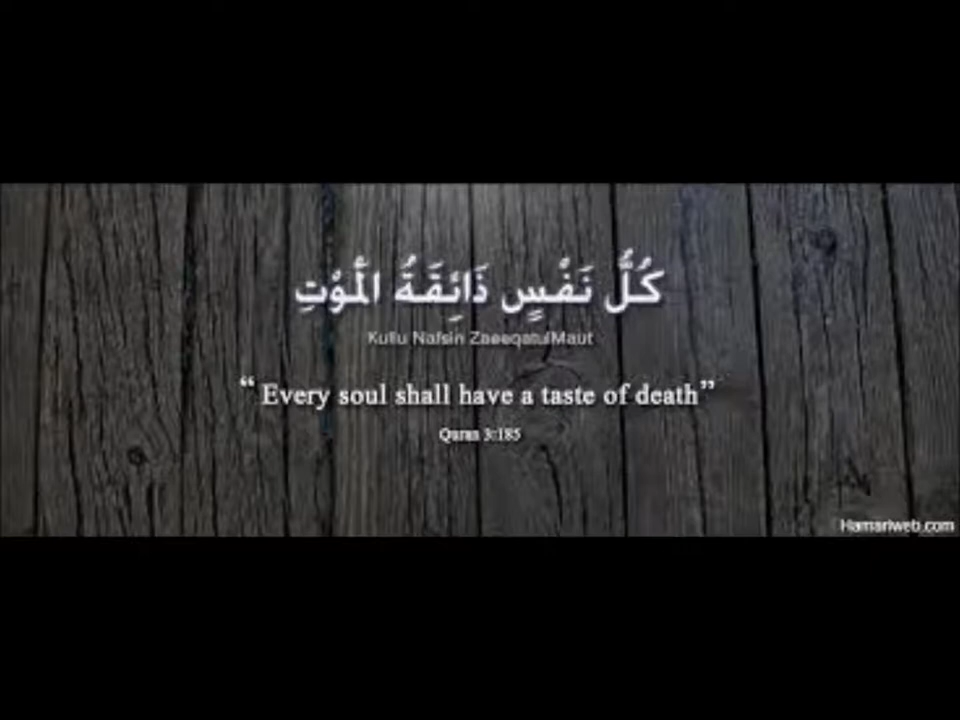 كُلُّ نَفْسٍ ذَائِقَةُ الْمَوْتِ
Kullu Nafsin ZaeeqatulMaut
“Every soul shall have a taste of death”
Quran 3:185
Hamariweb.com